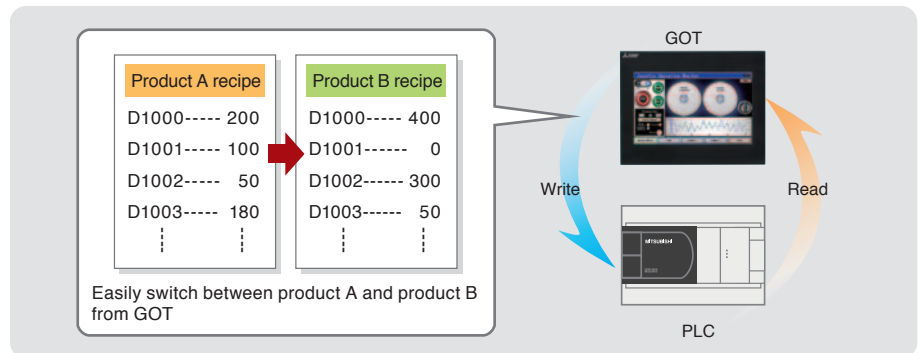 GOT
Product A recipe
D1000----- 200
D1001----- 100
D1002----- 50
D1003----- 180
Product B recipe
D1000----- 400
D1001------ 0
D1002------ 300
D1003------ 50
Easily switch between product A and product B
from GOT
Write
Read
MITSUBISHI
PLC